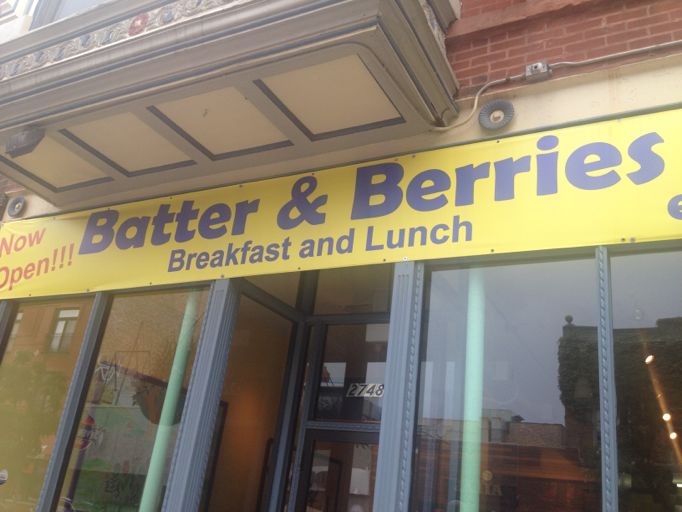 Now
Open!!!
Batter & Berries
Breakfast and Lunch
2748